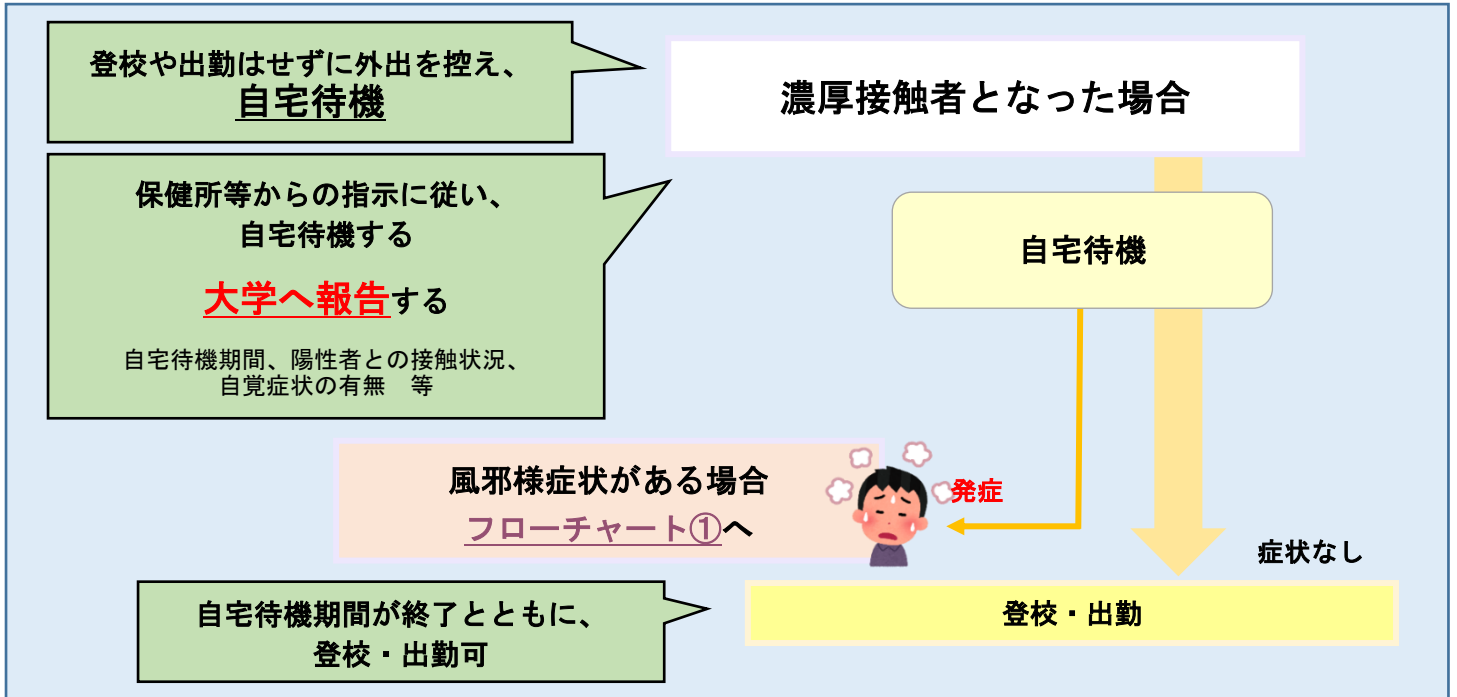 登校や出勤はせずに外出を控え、
自宅待機
濃厚接触者となった場合
保健所等からの指示に従い、
自宅待機する
大学へ報告する
自宅待機期間、陽性者との接触状況、
自覚症状の有無　等
自宅待機
風邪様症状がある場合
フローチャート①へ
発症
症状なし
自宅待機期間が終了とともに、
登校・出勤可
登校・出勤